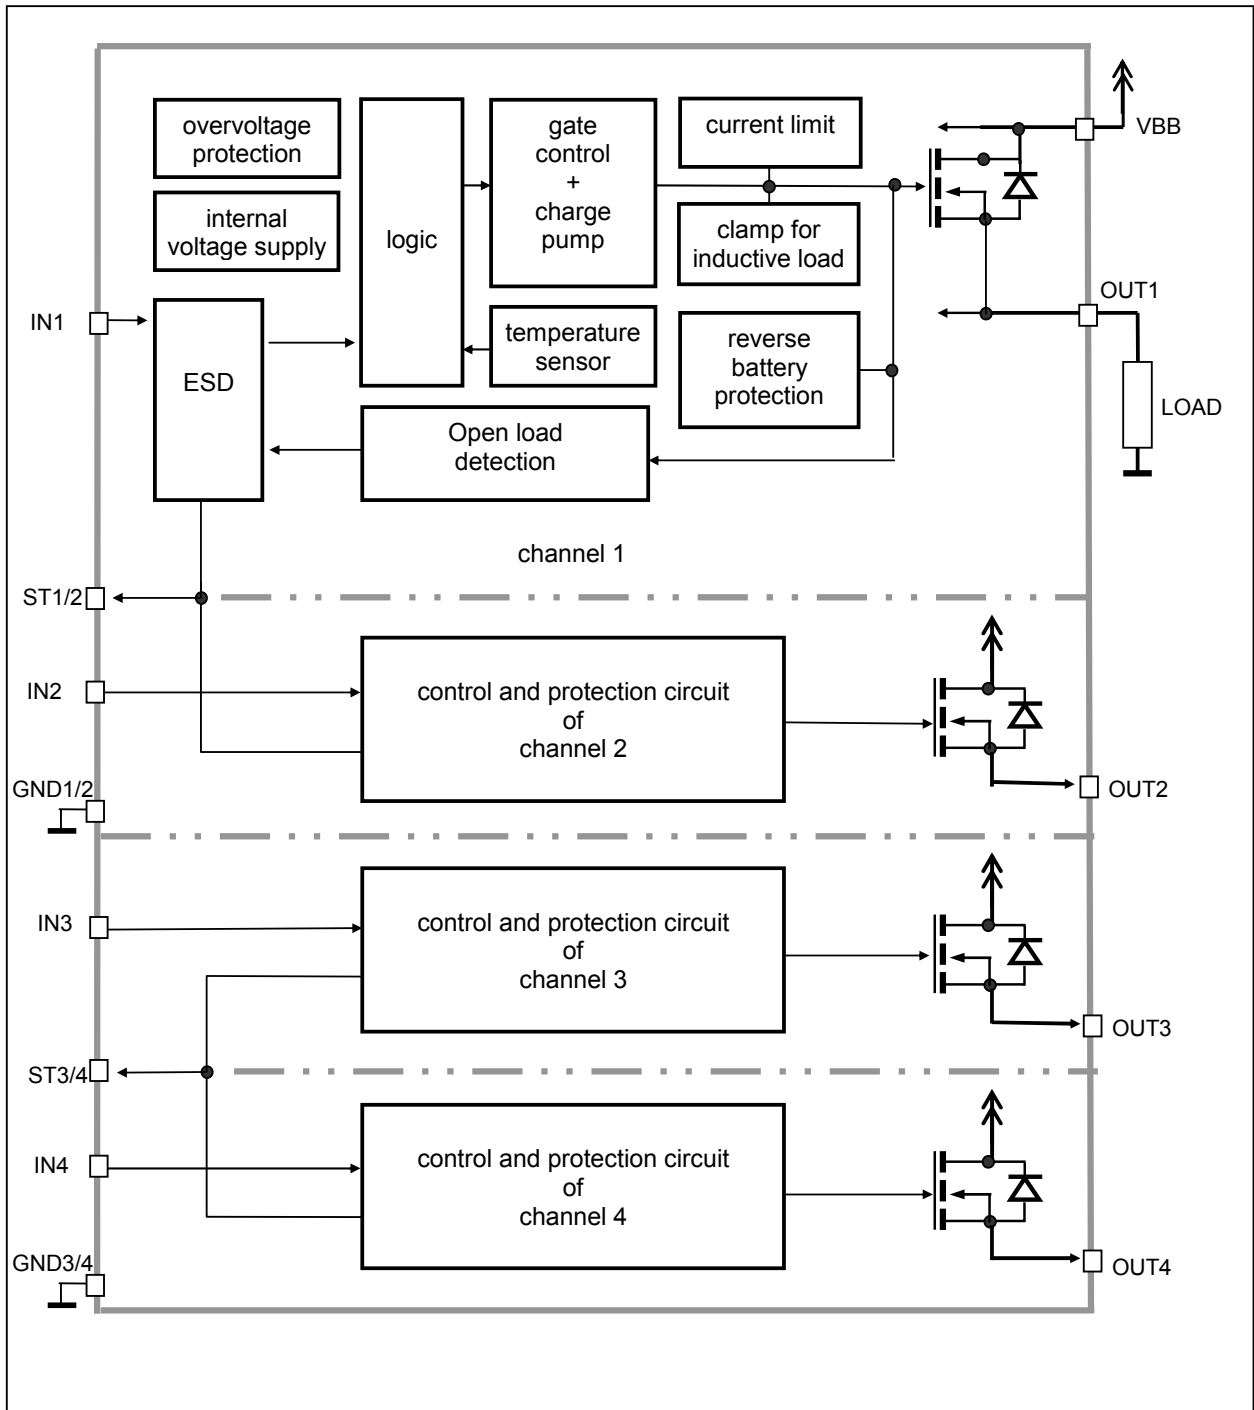 overvoltage
protection
internal
voltage supply
logic
gate
control
+
charge
pump
current limit
clamp for
inductive load
VBB
OUT1
IN1
ESD
temperature
sensor
reverse
battery
protection
LOAD
Open load
detection
channel 1
ST1/2
IN2
control and protection circuit
of
channel 2
GND1/2
OUT2
IN3
control and protection circuit
of
channel 3
OUT3
ST3/4
IN4
control and protection circuit
of
channel 4
GND3/4
OUT4